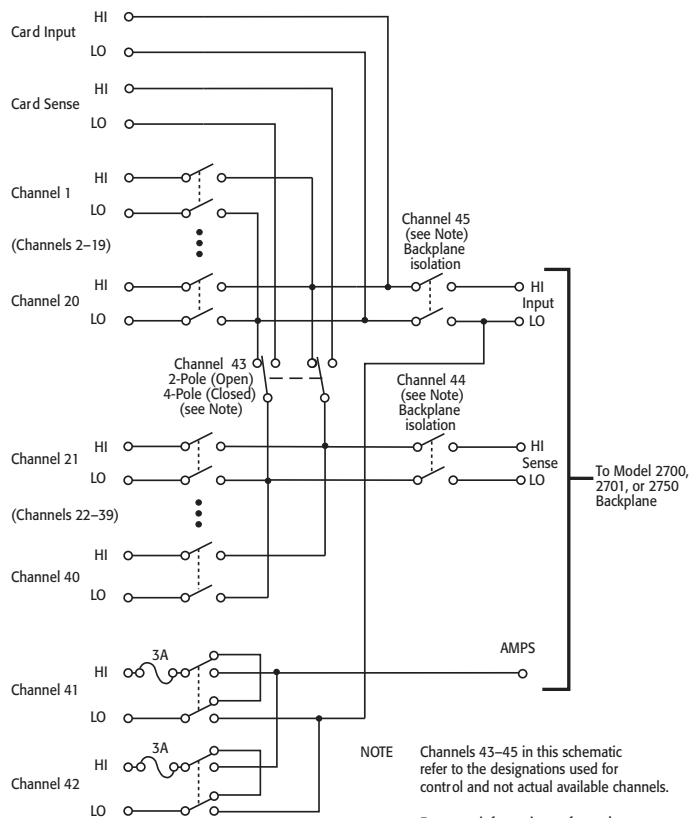 Card Input
HI
LO
Card Sense
HI
LO
Channel 1
HI
LO
(Channels 2–19)
Channel 20
HI
LO
Channel 45
(see Note)
Backplane
isolation
HI
Input
LO
Channel 43
2-Pole (Open)
4-Pole (Closed)
(see Note)
Channel 44
(see Note)
Backplane
isolation
Channel 21
HI
LO
HI
Sense
LO
To Model 2700,
2701, or 2750
Backplane
(Channels 22–39)
Channel 40
HI
LO
AMPS
Channel 41
HI
3A
LO
Channel 42
HI
3A
LO
NOTE
Channels 43–45 in this schematic
refer to the designations used for
control and not actual available channels.